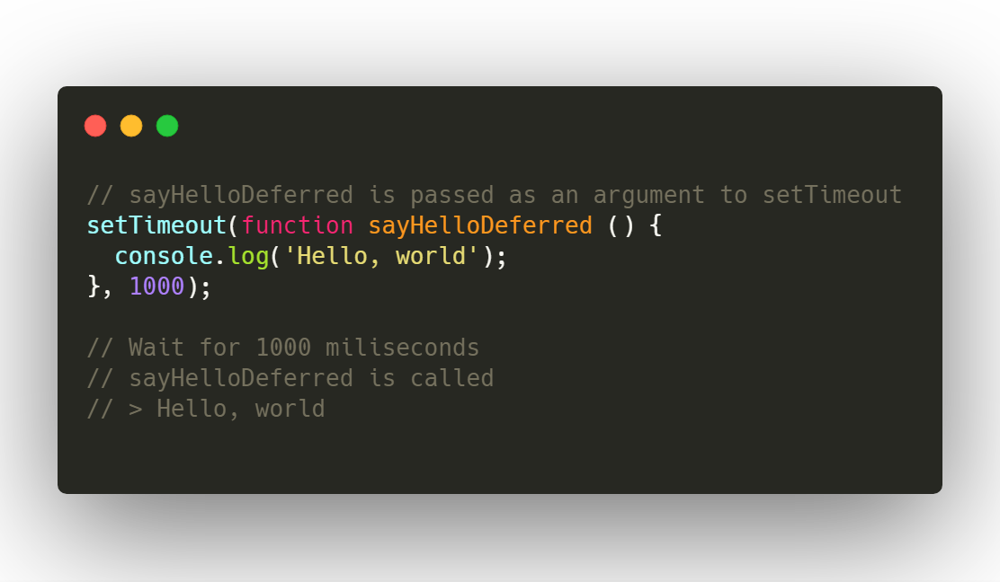 // sayHelloDeferred is passed as an argument to setTimeout
setTimeout(function sayHelloDeferred () {
  console.log('Hello, world');
}, 1000);
// Wait for 1000 miliseconds
// sayHelloDeferred is called
// > Hello, world